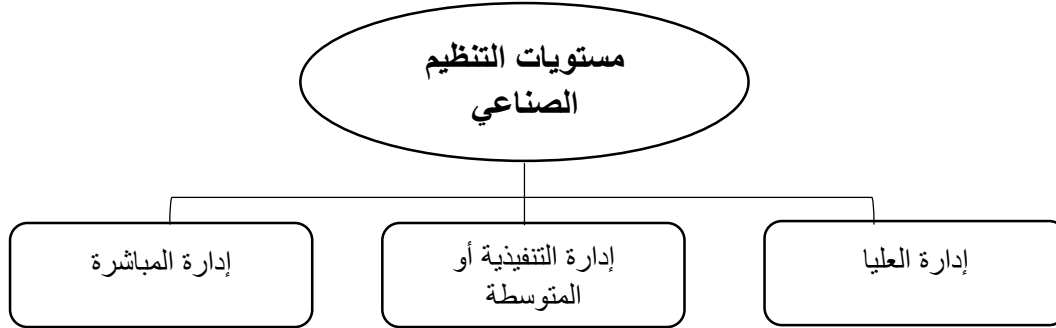 مستويات التنظيم
الصناعي
إدارة العليا
إدارة التنفيذية أو
المتوسطة
إدارة المباشرة